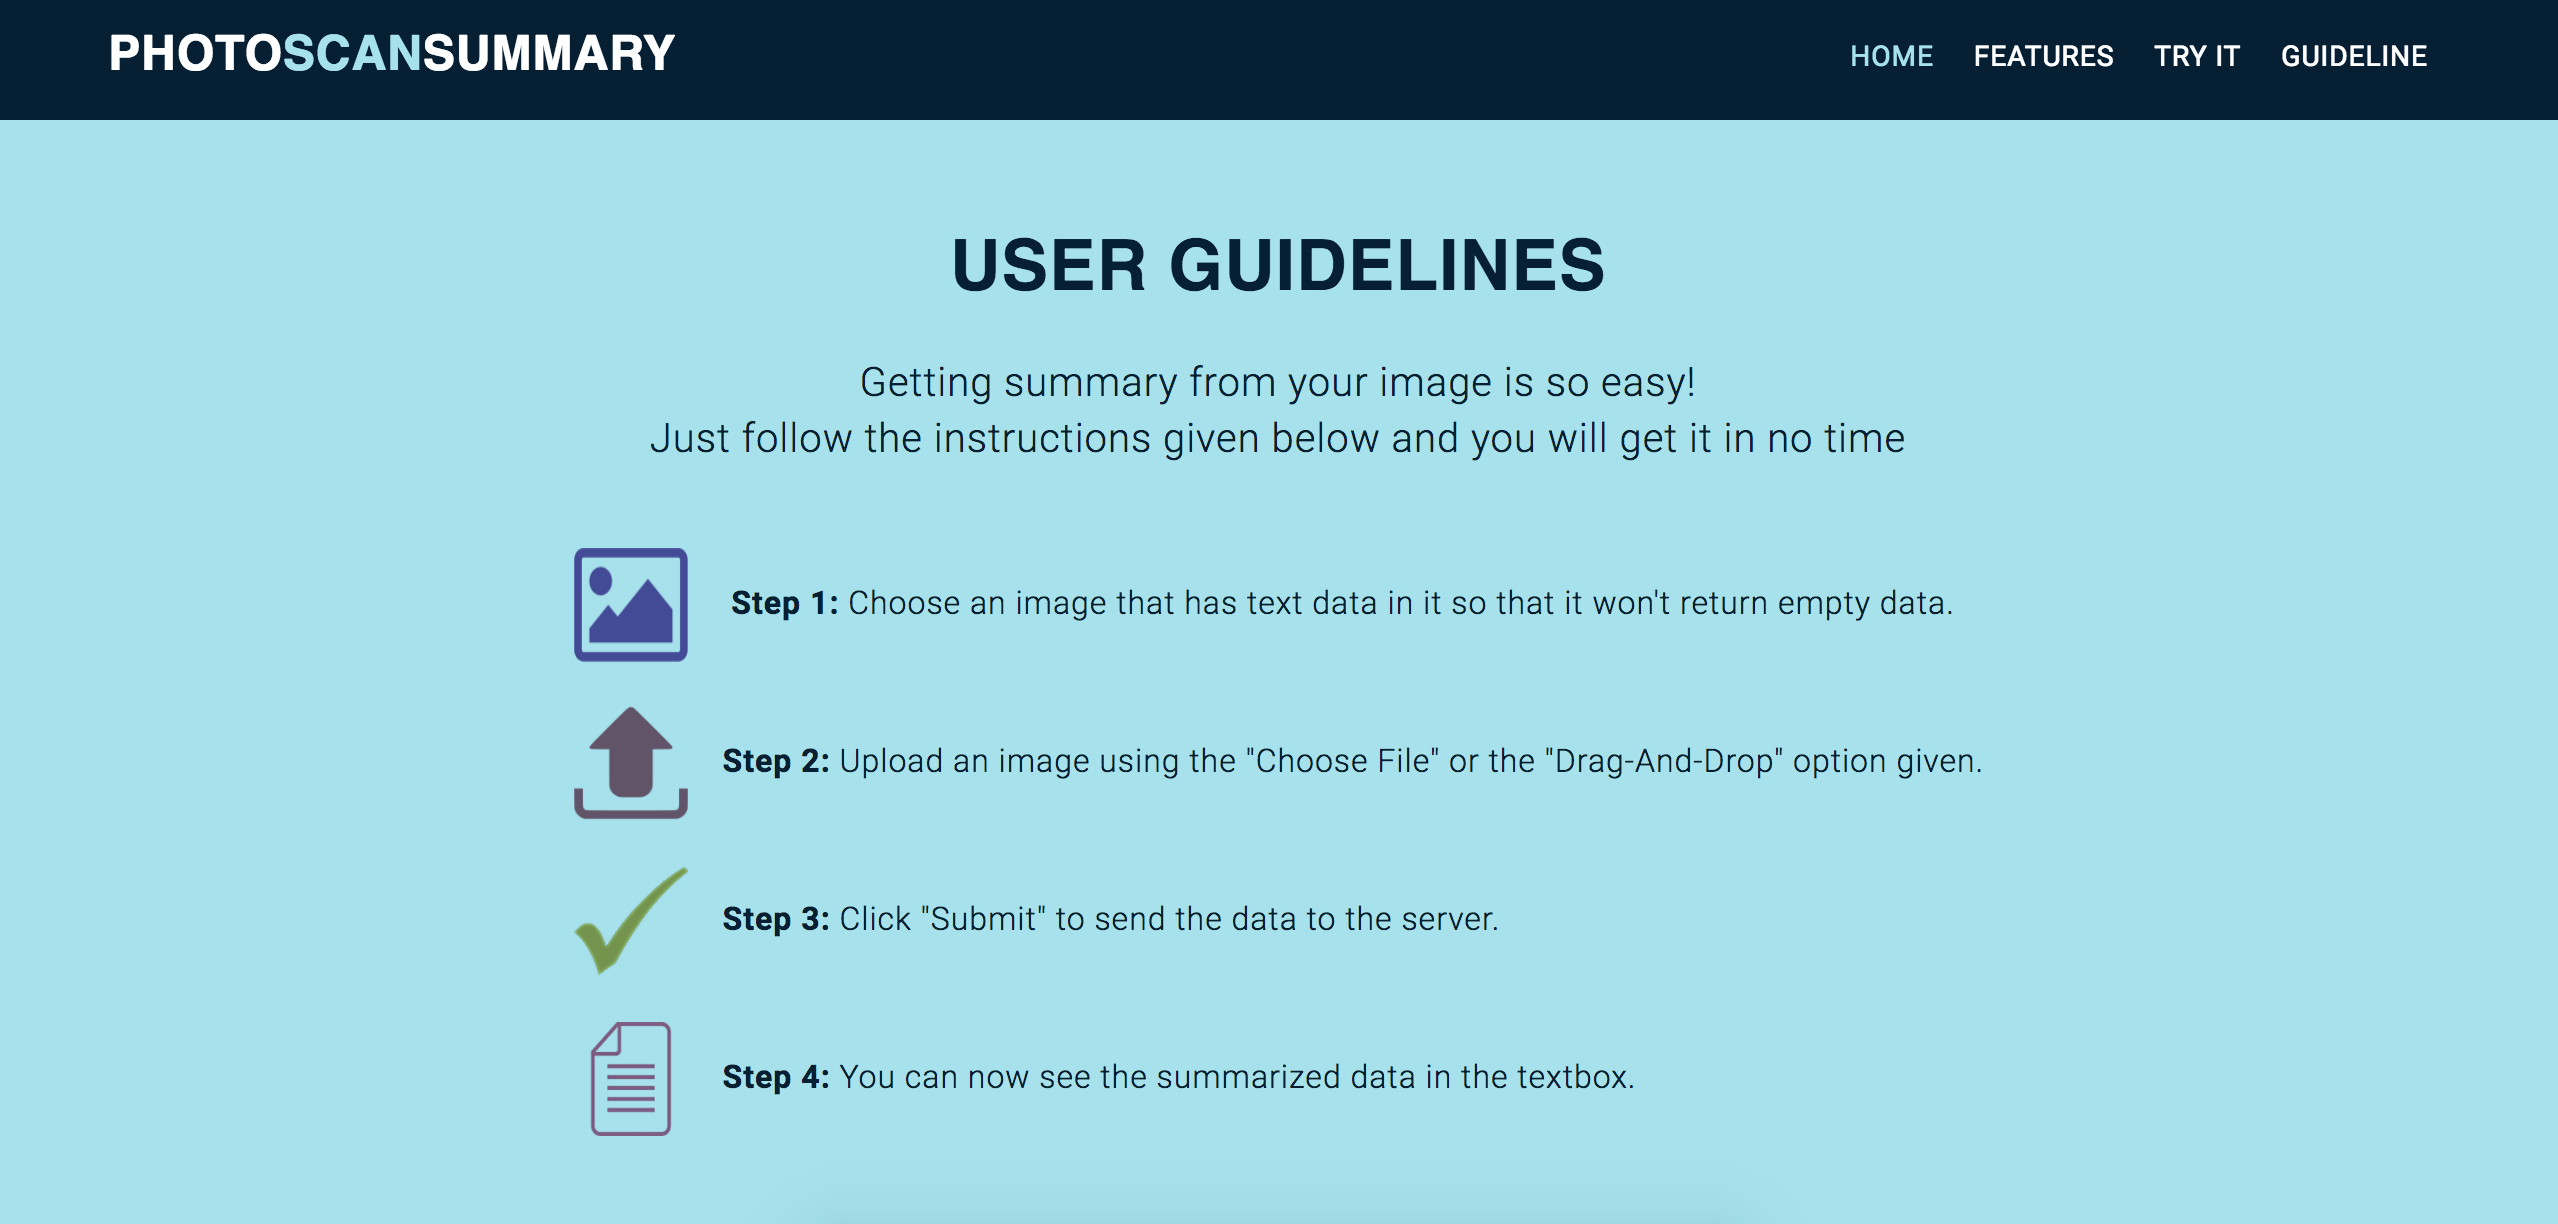 PHOTOSCANSUMMARY
HOME FEATURES TRY IT GUIDELINE
USER GUIDELINES
Getting summary from your image is so easy!
Just follow the instructions given below and you will get it in no time
Step 1: Choose an image that has text data in it so that it won't return empty data.
Step 2: Upload an image using the "Choose File" or the "Drag-And-Drop" option given.
Step 3: Click "Submit" to send the data to the server.
Step 4: You can now see the summarized data in the textbox.